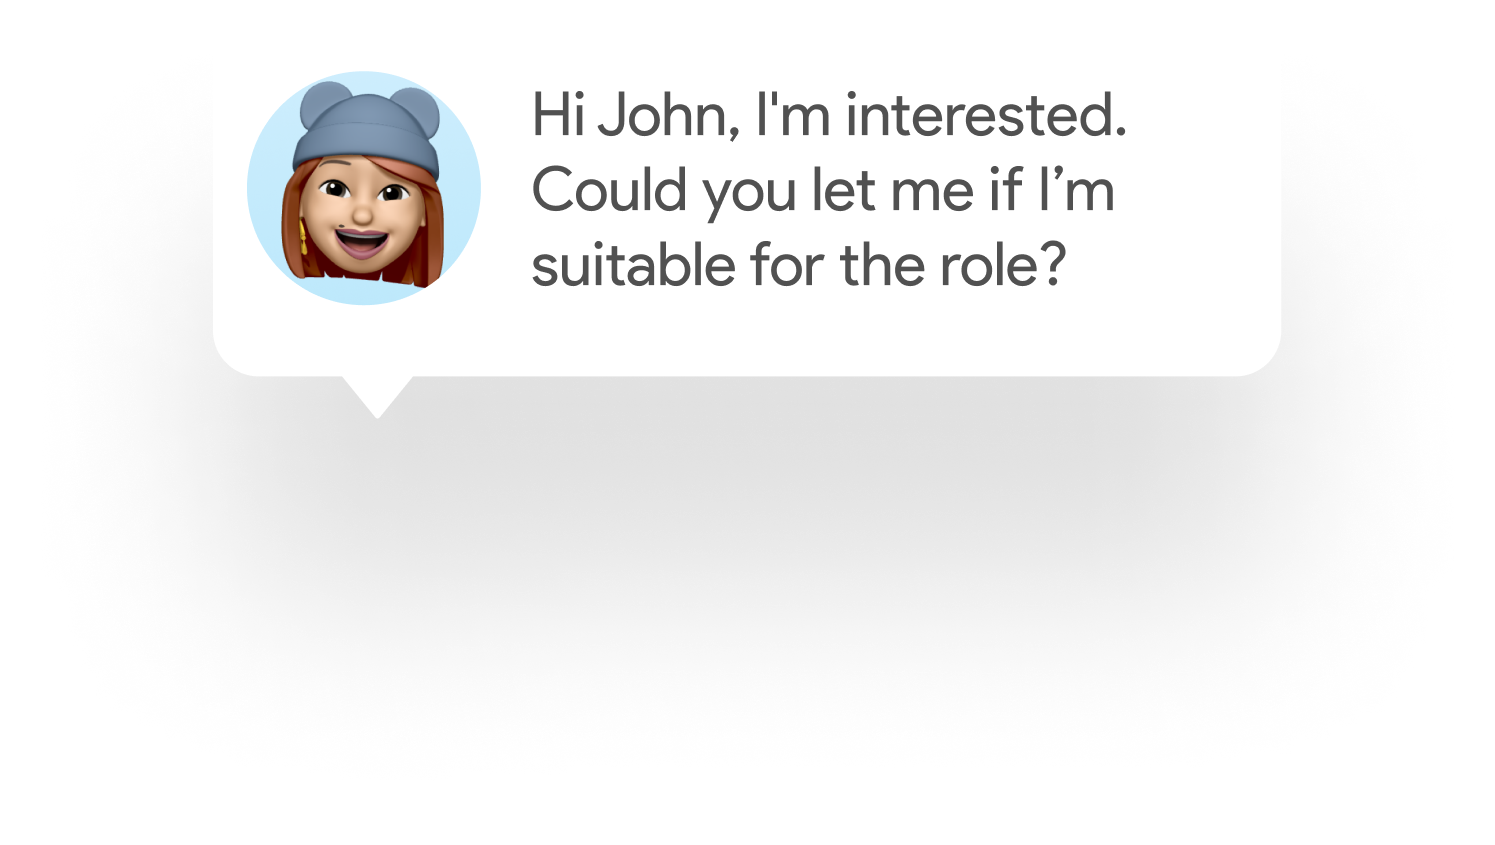 Hi John, I'm interested.
Could you let me if I’m
suitable for the role?